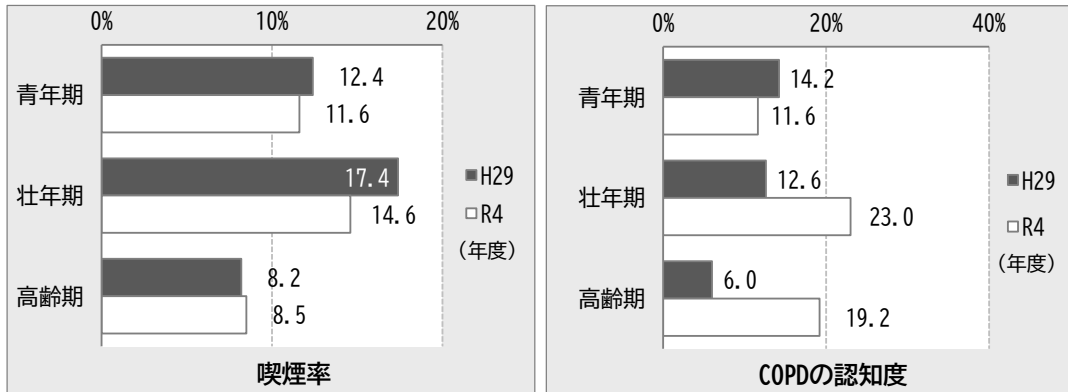 0% 10% 20%
青年期
12.4
11.6
壮年期
17.4
14.6
高齢期
8.2
8.5
■H29
□R4
(年度)
喫煙率
0% 20% 40%
青年期
14.2
11.6
壮年期
12.6
23.0
高齢期
6.0
19.2
■H29
□R4
(年度)
COPDの認知度